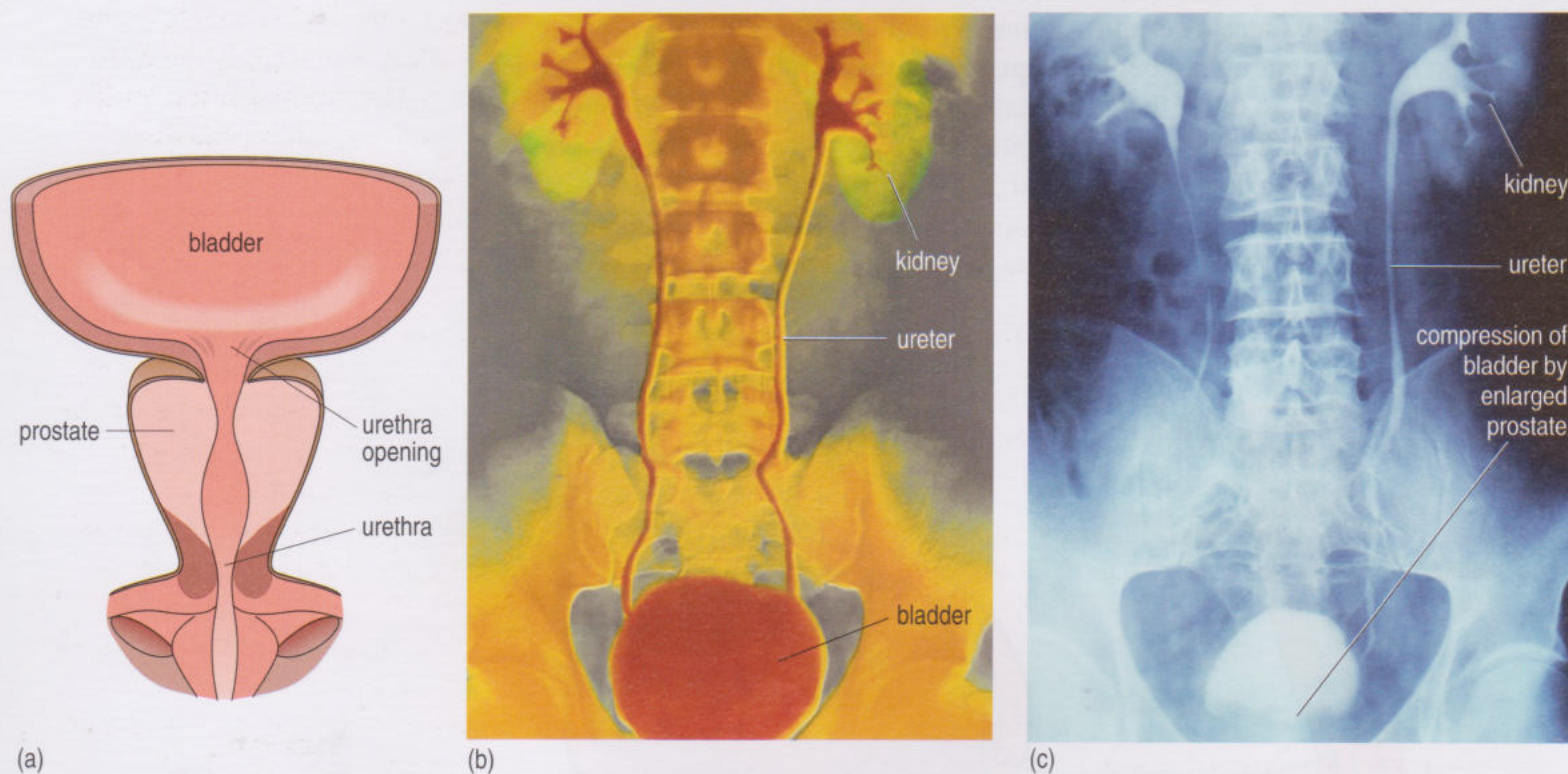 bladder
prostate
urethra
opening
urethra
(a)
kidney
ureter
bladder
(b)
kidney
ureter
compression of
bladder by
enlarged
prostate
(c)